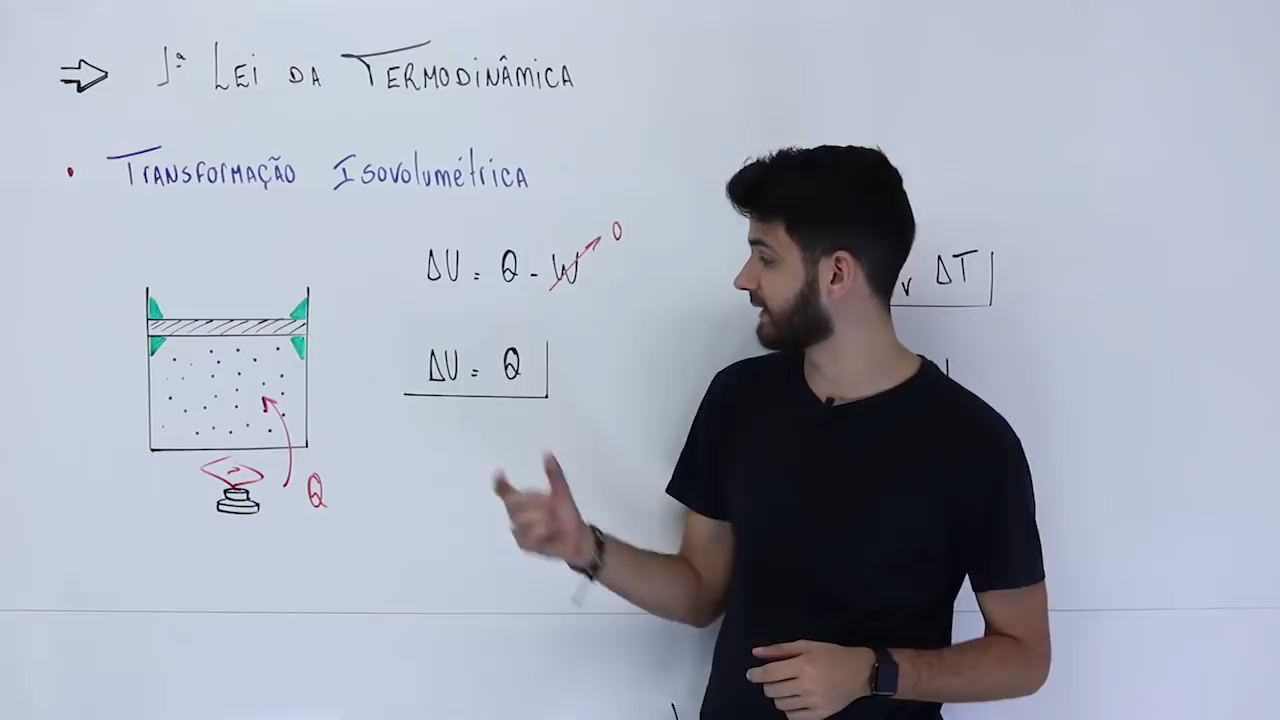 ⇒ 1ª LEI DA TERMODINÂMICA
• TRANSFORMAÇÃO ISOVOLUMÉTRICA
ΔU = Q - W → 0
v ΔT
ΔU = Q
Q